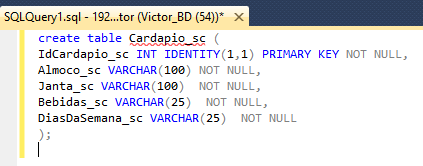 SQLQuery1.sql - 192...tor (Victor_BD (54))*
create table Cardapio_sc (
IdCardapio_sc INT IDENTITY(1,1) PRIMARY KEY NOT NULL,
Almoco_sc VARCHAR(100) NOT NULL,
Janta_sc VARCHAR(100)  NOT NULL,
Bebidas_sc VARCHAR(25)  NOT NULL,
DiasDaSemana_sc VARCHAR(25)  NOT NULL
);